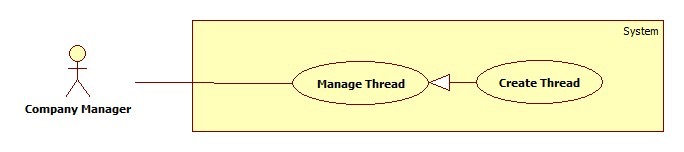 System
Manage Thread
Create Thread
Company Manager